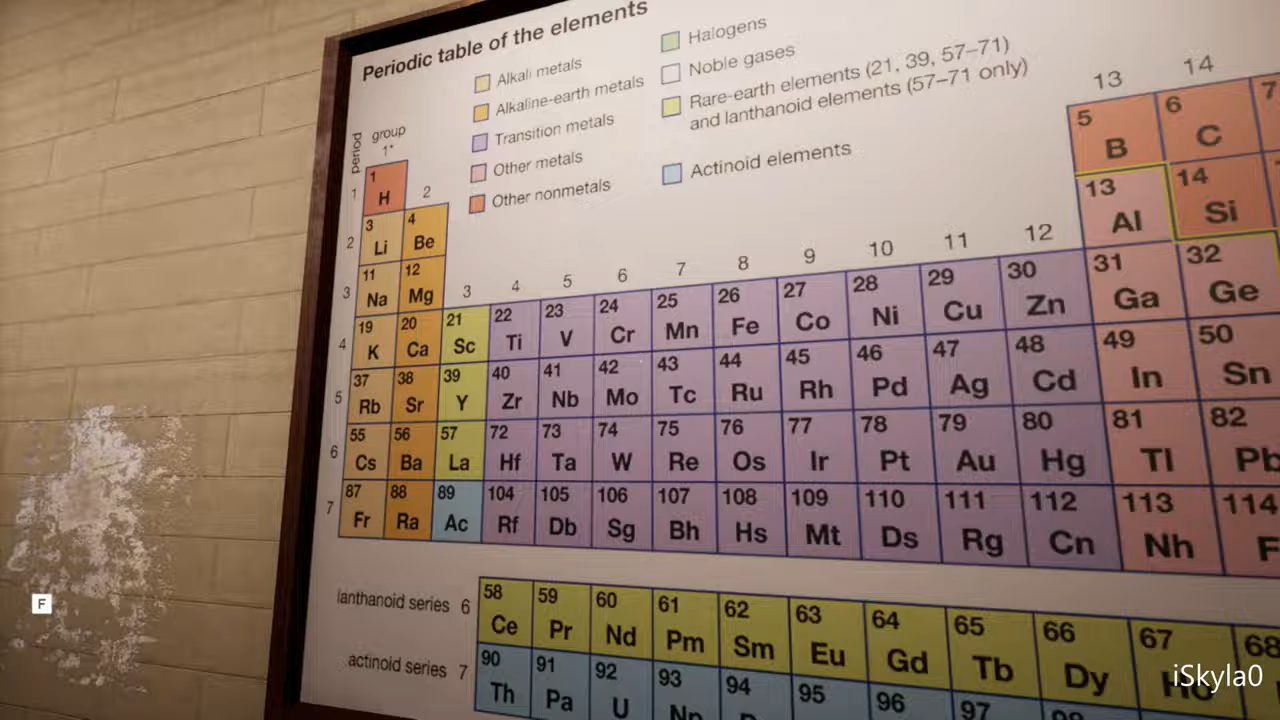 Periodic table of the elements
Alkali metals
Alkaline-earth metals
Transition metals
Other metals
Other nonmetals
Halogens
Noble gases
Rare-earth elements (21, 39, 57–71)
and lanthanoid elements (57–71 only)
Actinoid elements
period
group
1* 2 3 4 5 6 7 8 9 10 11 12 13 14
1 1 H 5 B 6 C 7
2 3 Li 4 Be 13 Al 14 Si
3 11 Na 12 Mg 31 Ga 32 Ge
4 19 K 20 Ca 21 Sc 22 Ti 23 V 24 Cr 25 Mn 26 Fe 27 Co 28 Ni 29 Cu 30 Zn 49 In 50 Sn
5 37 Rb 38 Sr 39 Y 40 Zr 41 Nb 42 Mo 43 Tc 44 Ru 45 Rh 46 Pd 47 Ag 48 Cd 81 Tl 82 Pb
6 55 Cs 56 Ba 57 La 72 Hf 73 Ta 74 W 75 Re 76 Os 77 Ir 78 Pt 79 Au 80 Hg 113 Nh 114
7 87 Fr 88 Ra 89 Ac 104 Rf 105 Db 106 Sg 107 Bh 108 Hs 109 Mt 110 Ds 111 Rg 112 Cn
lanthanoid series 6 58 Ce 59 Pr 60 Nd 61 Pm 62 Sm 63 Eu 64 Gd 65 Tb 66 Dy 67 Ho 68
actinoid series 7 90 Th 91 Pa 92 U 93 Np 94 95 96 97 98
F
iSkyla0